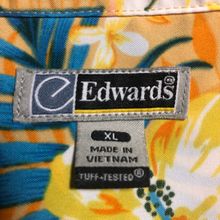 e Edwards®
XL
MADE IN
VIETNAM
TUFF-TESTED®